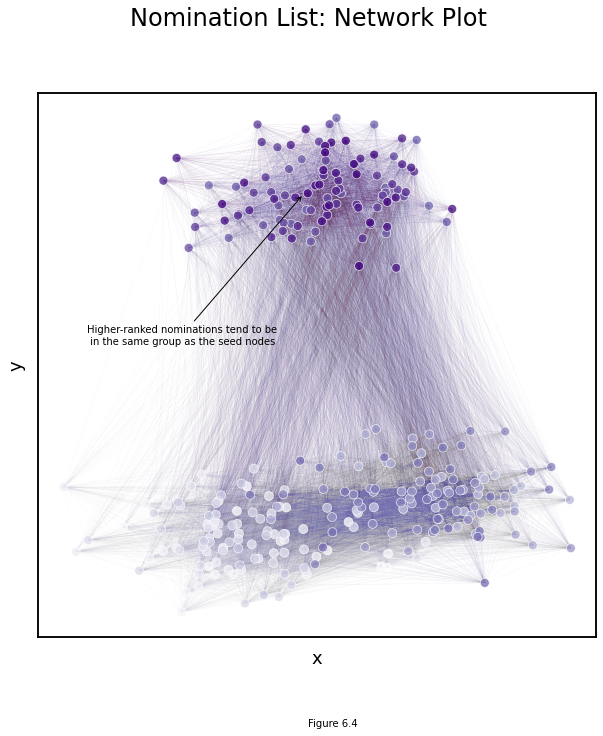 Nomination List: Network Plot
Higher-ranked nominations tend to be
in the same group as the seed nodes
y
x
Figure 6.4